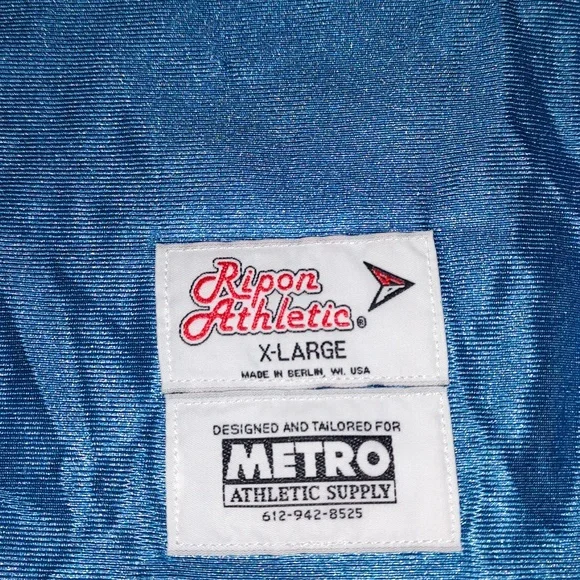 Ripon
Athletic®
X-LARGE
MADE IN BERLIN, WI. USA
DESIGNED AND TAILORED FOR
METRO
ATHLETIC SUPPLY
612-942-8525